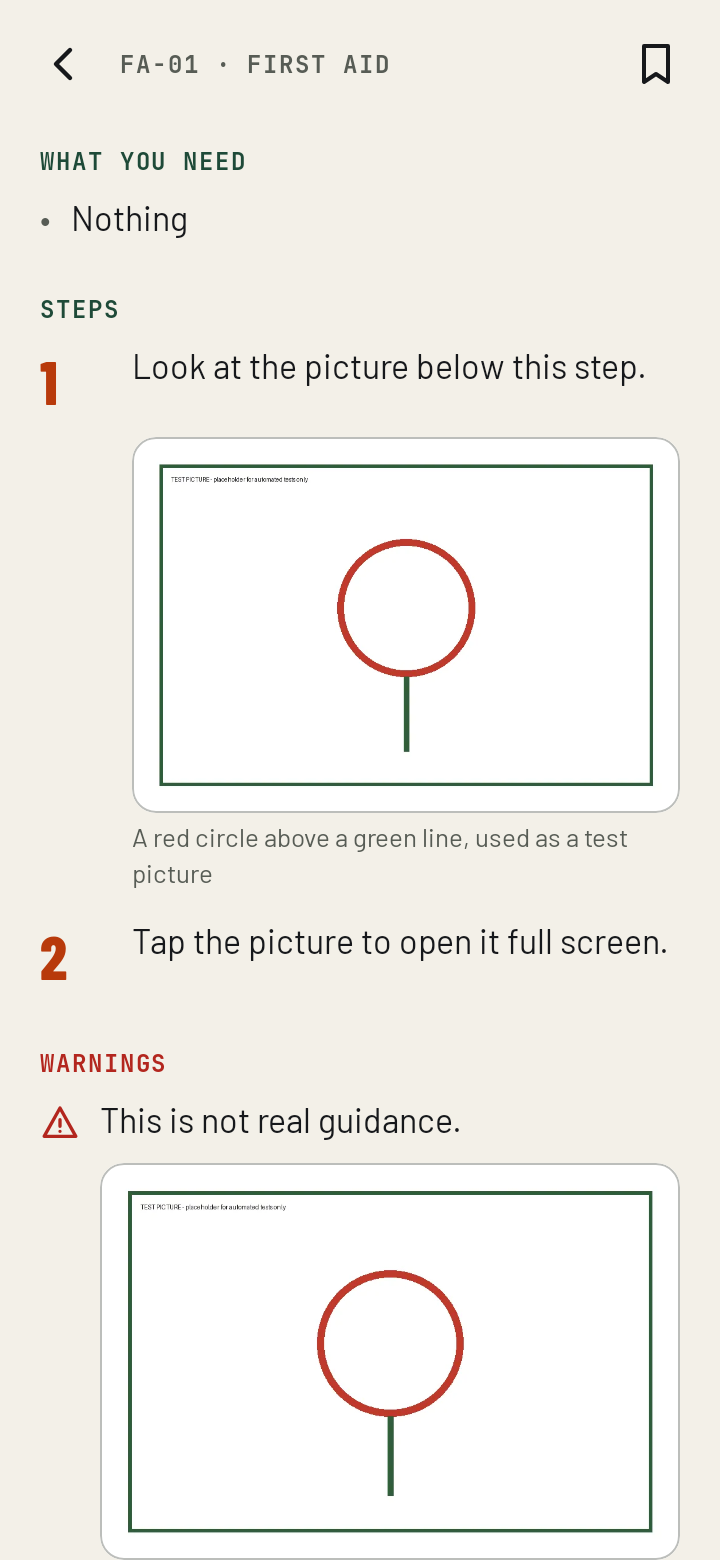 FA-01 · FIRST AID
WHAT YOU NEED
• Nothing
STEPS
1 Look at the picture below this step.
TEST PICTURE - placeholder for automated tests only
A red circle above a green line, used as a test
picture
2 Tap the picture to open it full screen.
WARNINGS
This is not real guidance.
TEST PICTURE - placeholder for automated tests only